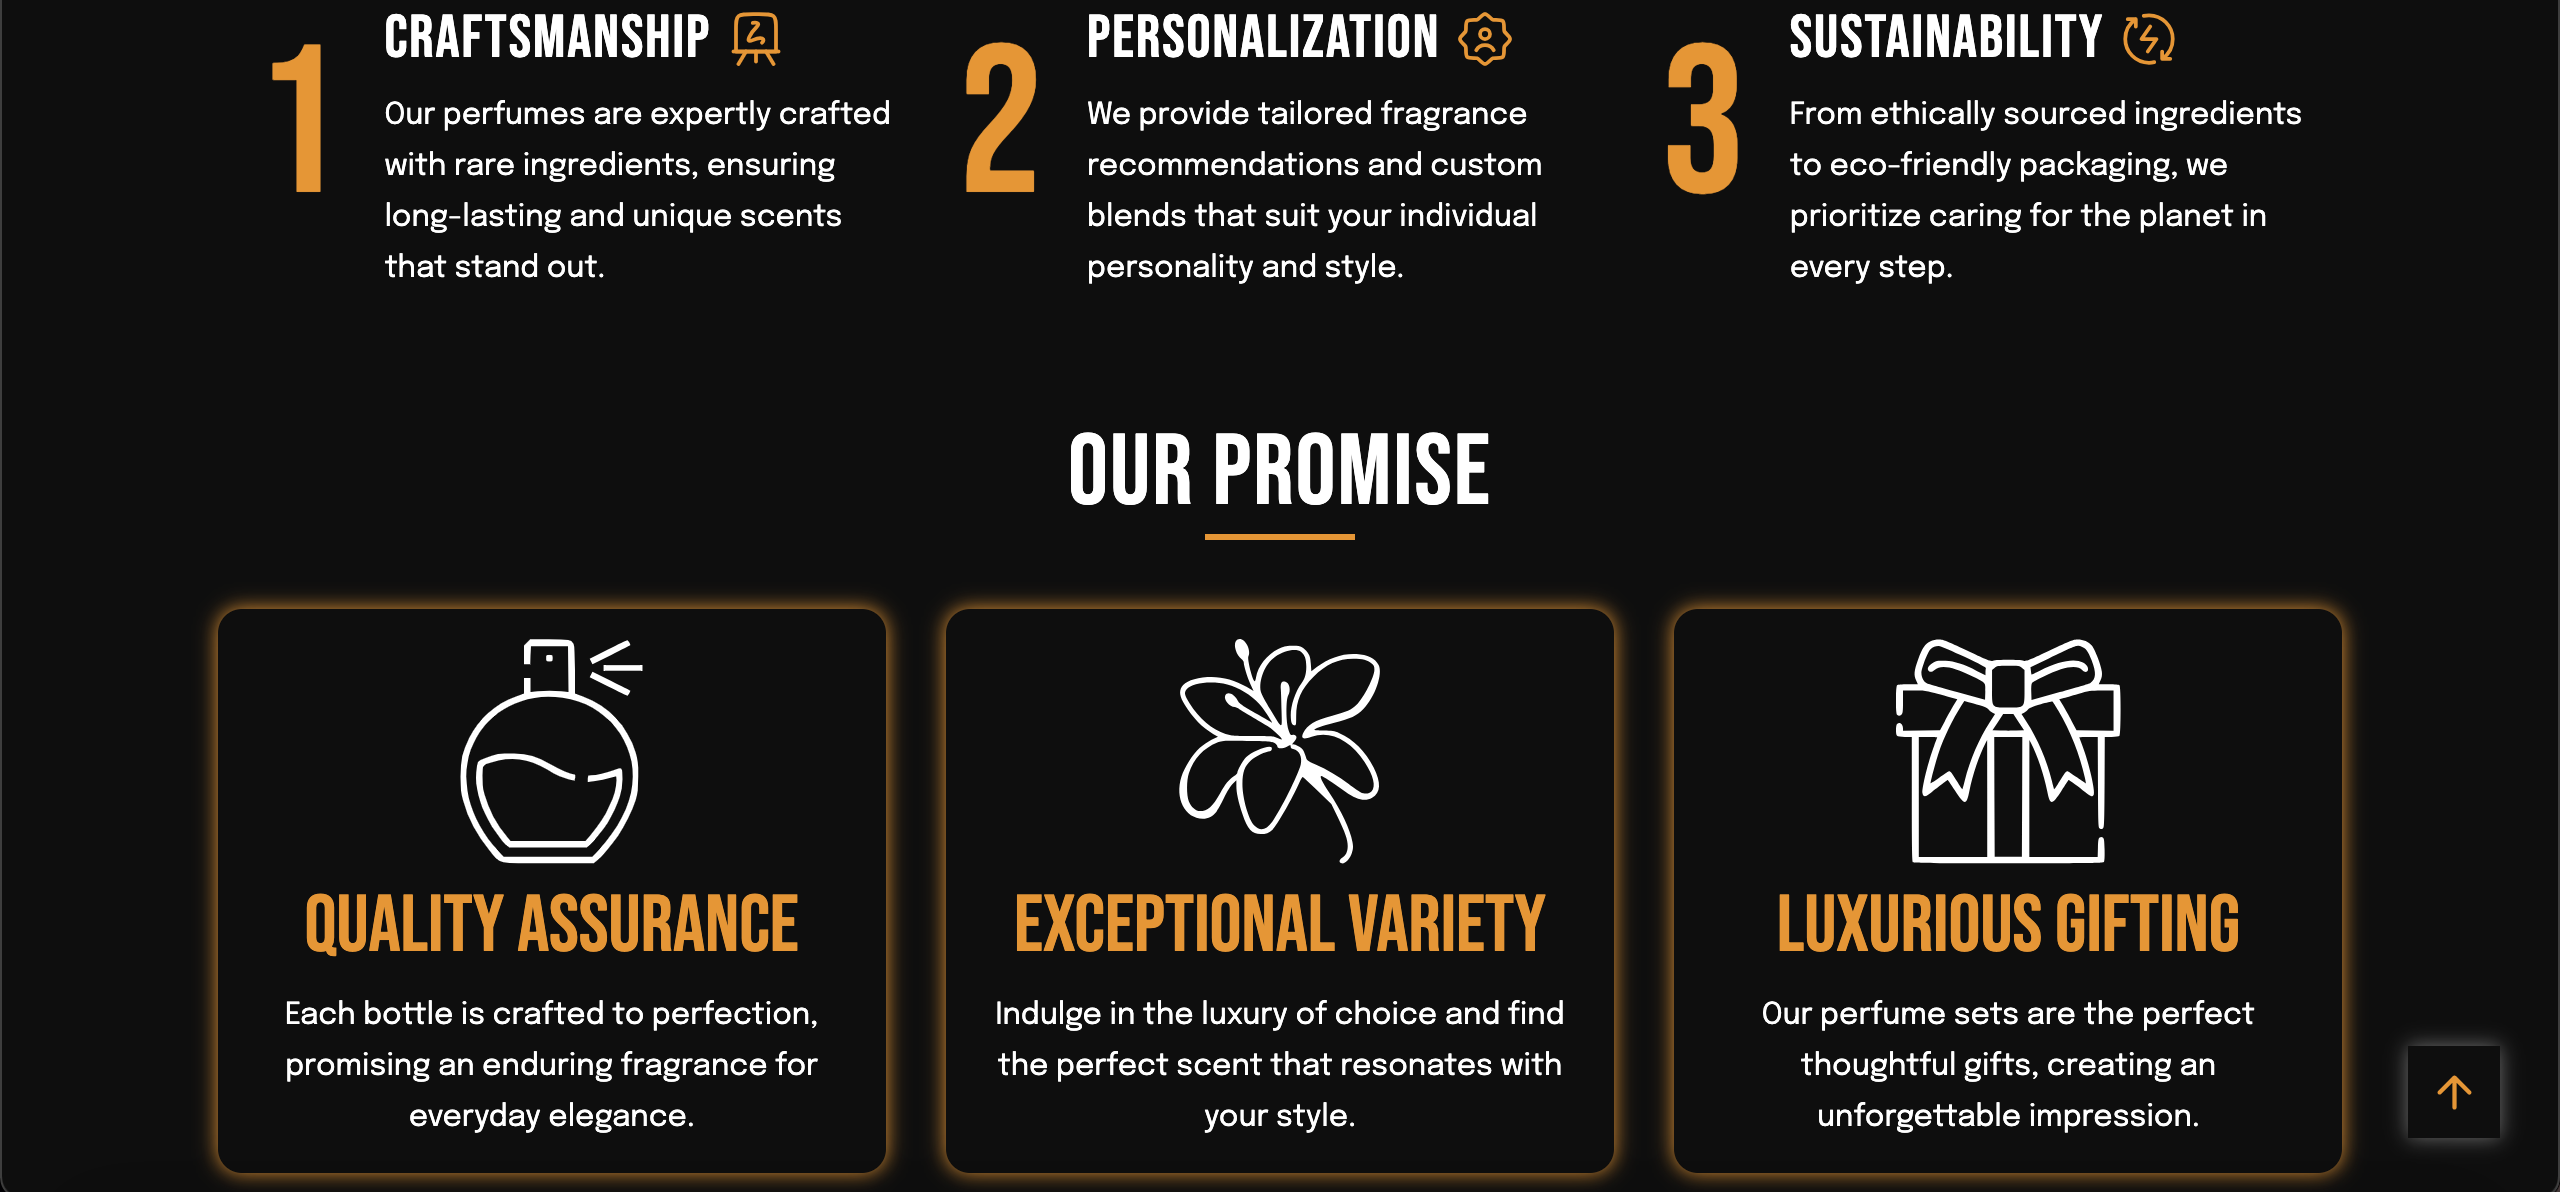 1
CRAFTSMANSHIP
Our perfumes are expertly crafted
with rare ingredients, ensuring
long-lasting and unique scents
that stand out.
2
PERSONALIZATION
We provide tailored fragrance
recommendations and custom
blends that suit your individual
personality and style.
3
SUSTAINABILITY
From ethically sourced ingredients
to eco-friendly packaging, we
prioritize caring for the planet in
every step.
OUR PROMISE
QUALITY ASSURANCE
Each bottle is crafted to perfection,
promising an enduring fragrance for
everyday elegance.
EXCEPTIONAL VARIETY
Indulge in the luxury of choice and find
the perfect scent that resonates with
your style.
LUXURIOUS GIFTING
Our perfume sets are the perfect
thoughtful gifts, creating an
unforgettable impression.